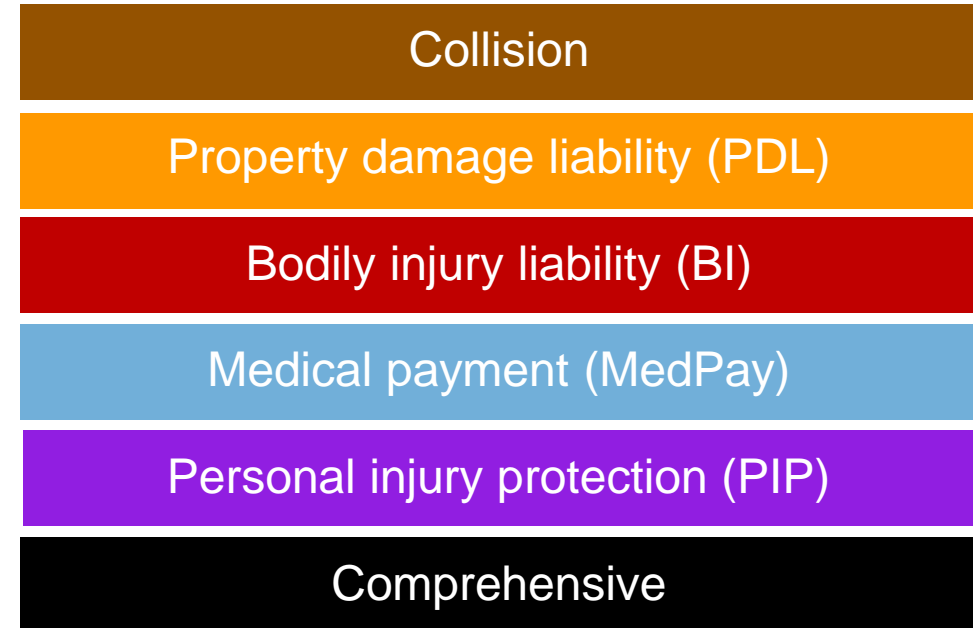 Collision
Property damage liability (PDL)
Bodily injury liability (BI)
Medical payment (MedPay)
Personal injury protection (PIP)
Comprehensive